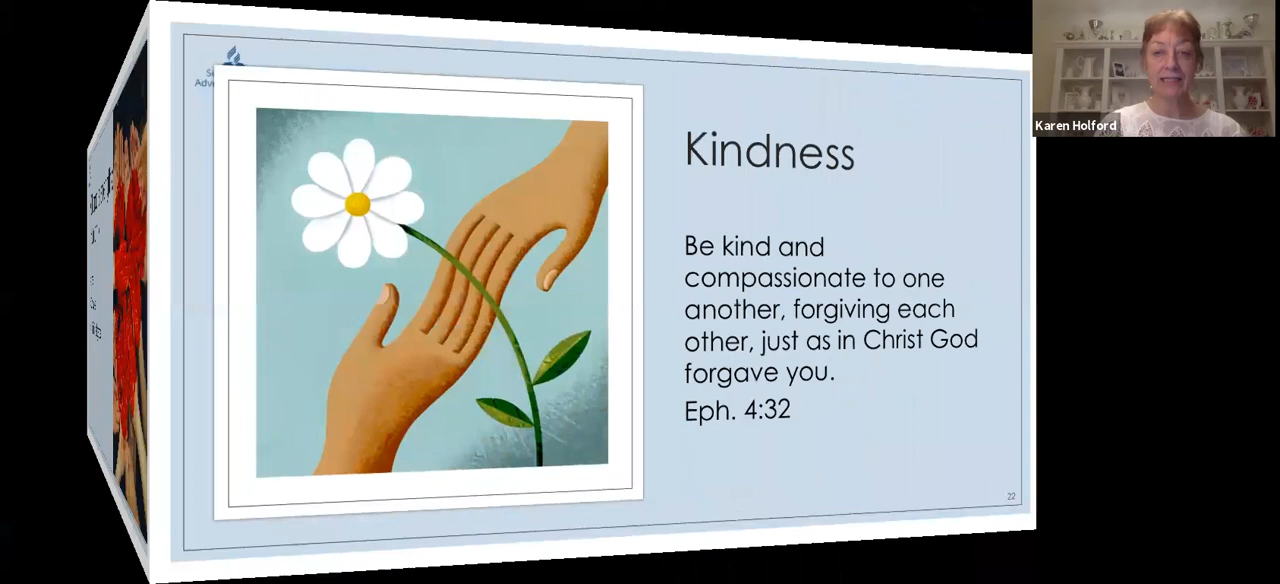 Karen Holford
Kindness
Be kind and
compassionate to one
another, forgiving each
other, just as in Christ God
forgave you.
Eph. 4:32
22